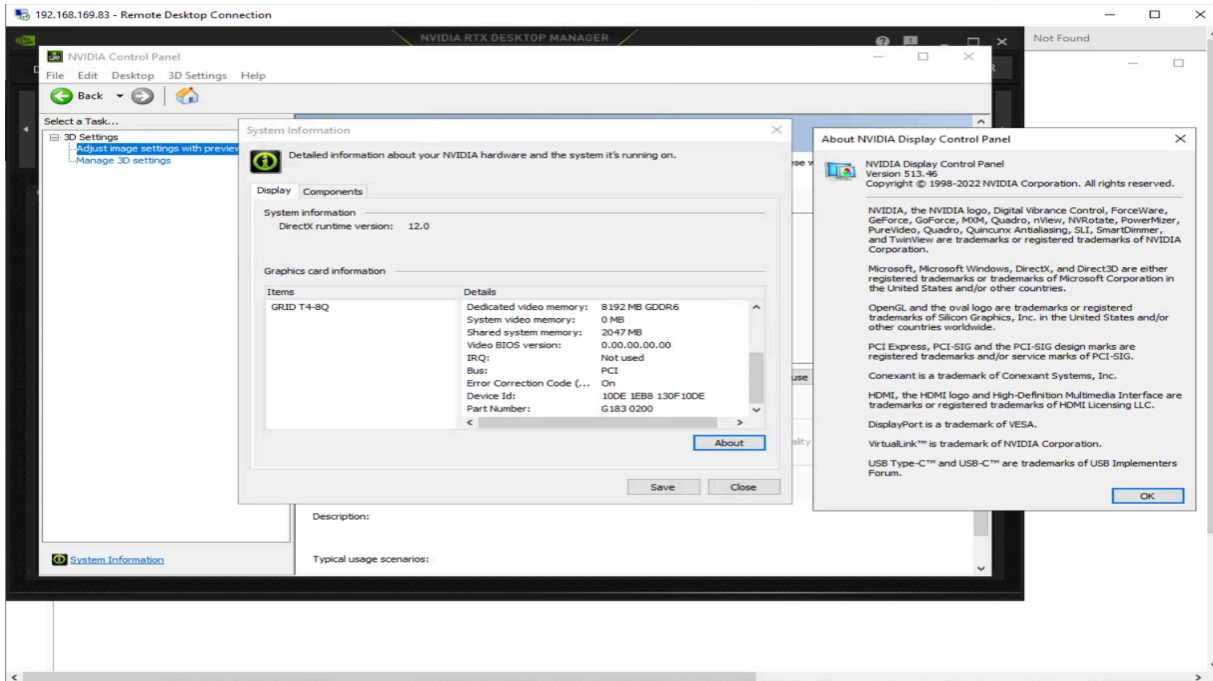 192.168.169.83 - Remote Desktop Connection
NVIDIA RTX DESKTOP MANAGER
Not Found
NVIDIA Control Panel
File Edit Desktop 3D Settings Help
Back
Select a Task...
3D Settings
Adjust image settings with preview
Manage 3D settings
System Information
Detailed information about your NVIDIA hardware and the system it's running on.
Display Components
System information
DirectX runtime version: 12.0
Graphics card information
Items Details
GRID T4-8Q
Dedicated video memory: 8192 MB GDDR6
System video memory: 0 MB
Shared system memory: 2047 MB
Video BIOS version: 0.00.00.00.00
IRQ: Not used
Bus: PCI
Error Correction Code (... On
Device Id: 10DE 1EB8 130F10DE
Part Number: G183 0200
About
Save Close
Description:
Typical usage scenarios:
System Information
use
About NVIDIA Display Control Panel
NVIDIA Display Control Panel
Version 513.46
Copyright © 1998-2022 NVIDIA Corporation. All rights reserved.
NVIDIA, the NVIDIA logo, Digital Vibrance Control, ForceWare,
GeForce, GoForce, MXM, Quadro, nView, NVRotate, PowerMizer,
PureVideo, Quadro, Quincunx Antialiasing, SLI, SmartDimmer,
and TwinView are trademarks or registered trademarks of NVIDIA
Corporation.
Microsoft, Microsoft Windows, DirectX, and Direct3D are either
registered trademarks or trademarks of Microsoft Corporation in
the United States and/or other countries.
OpenGL and the oval logo are trademarks or registered
trademarks of Silicon Graphics, Inc. in the United States and/or
other countries worldwide.
PCI Express, PCI-SIG and the PCI-SIG design marks are
registered trademarks and/or service marks of PCI-SIG.
Conexant is a trademark of Conexant Systems, Inc.
HDMI, the HDMI logo and High-Definition Multimedia Interface are
trademarks or registered trademarks of HDMI Licensing LLC.
DisplayPort is a trademark of VESA.
VirtualLink™ is trademark of NVIDIA Corporation.
USB Type-C™ and USB-C™ are trademarks of USB Implementers
Forum.
OK